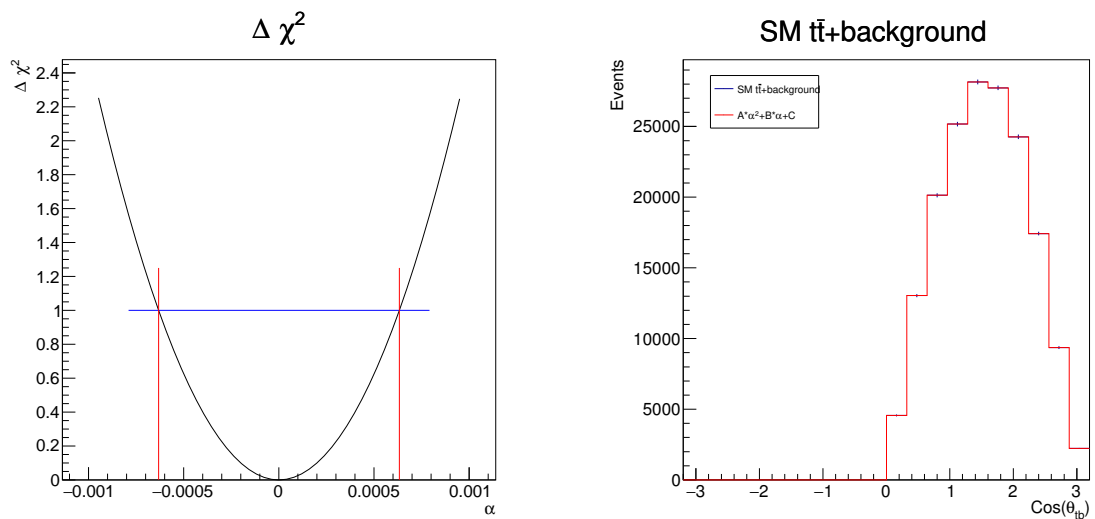 Δ χ²
Δ χ²
2.4
2.2
2
1.8
1.6
1.4
1.2
1
0.8
0.6
0.4
0.2
0
−0.001 −0.0005 0 0.0005 0.001
α
SM tt̄+background
Events
SM tt̄+background
A*α²+B*α+C
25000
20000
15000
10000
5000
0
−3 −2 −1 0 1 2 3
Cos(θtb)